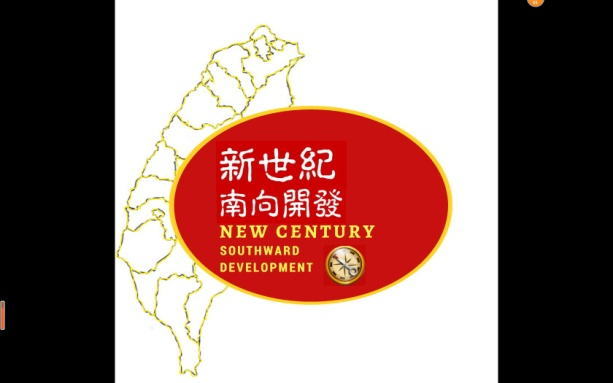 新世紀
南向開發
NEW CENTURY
SOUTHWARD
DEVELOPMENT